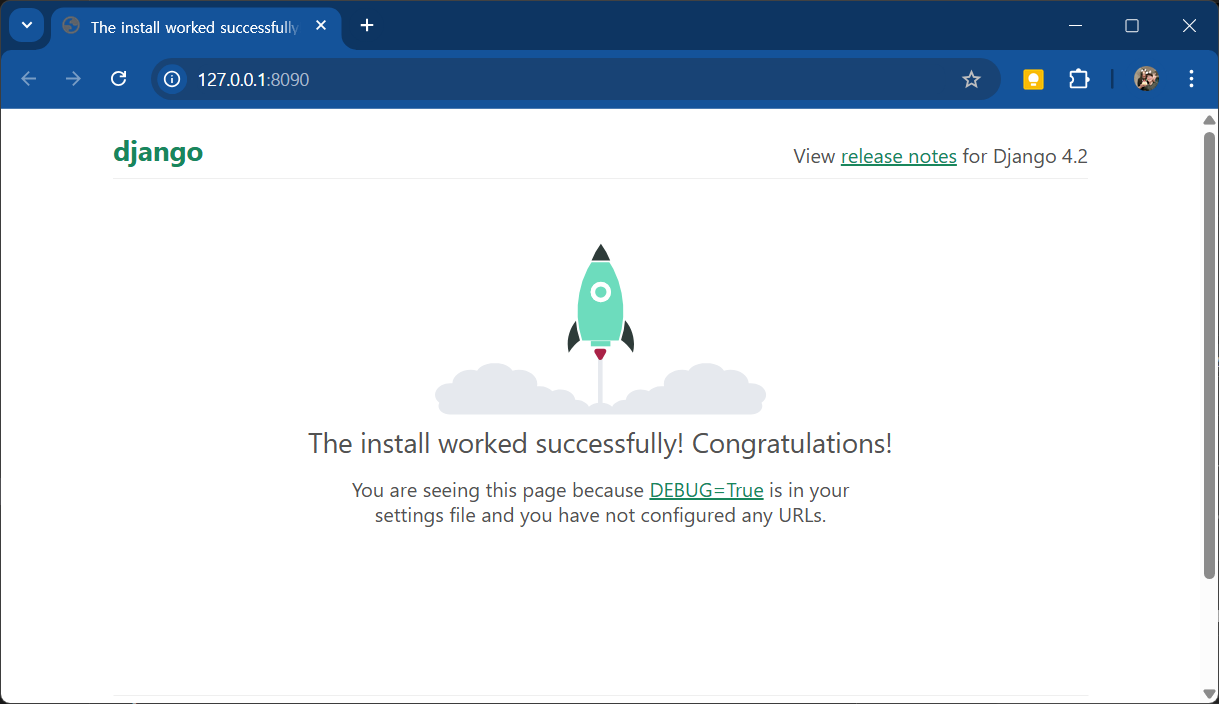 The install worked successfully
127.0.0.1:8090
django
View release notes for Django 4.2
The install worked successfully! Congratulations!
You are seeing this page because DEBUG=True is in your
settings file and you have not configured any URLs.